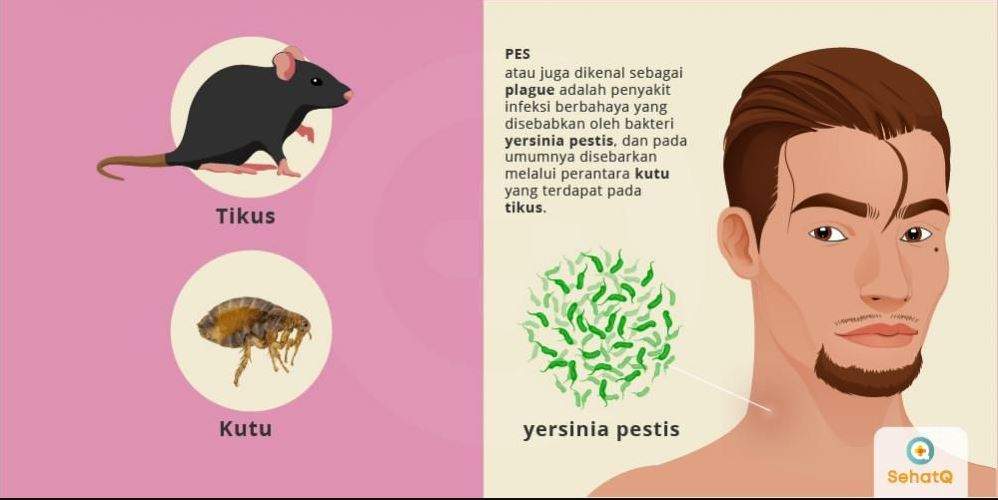 Tikus
Kutu
PES
atau juga dikenal sebagai
plague adalah penyakit
infeksi berbahaya yang
disebabkan oleh bakteri
yersinia pestis, dan pada
umumnya disebarkan
melalui perantara kutu
yang terdapat pada
tikus.
yersinia pestis
SehatQ